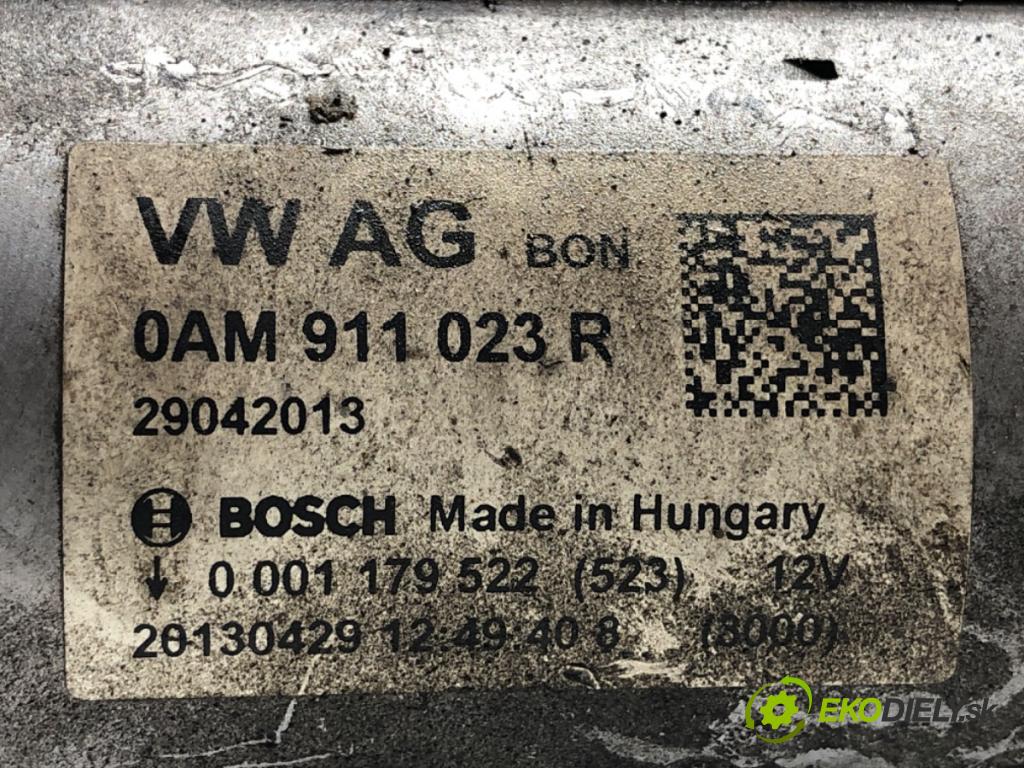 VW AG BON
0AM 911 023 R
29042013
BOSCH Made in Hungary
↓ 0 001 179 522 (523) 12V
20130429 12:49:40 8 (8000)
EKODIELY.sk